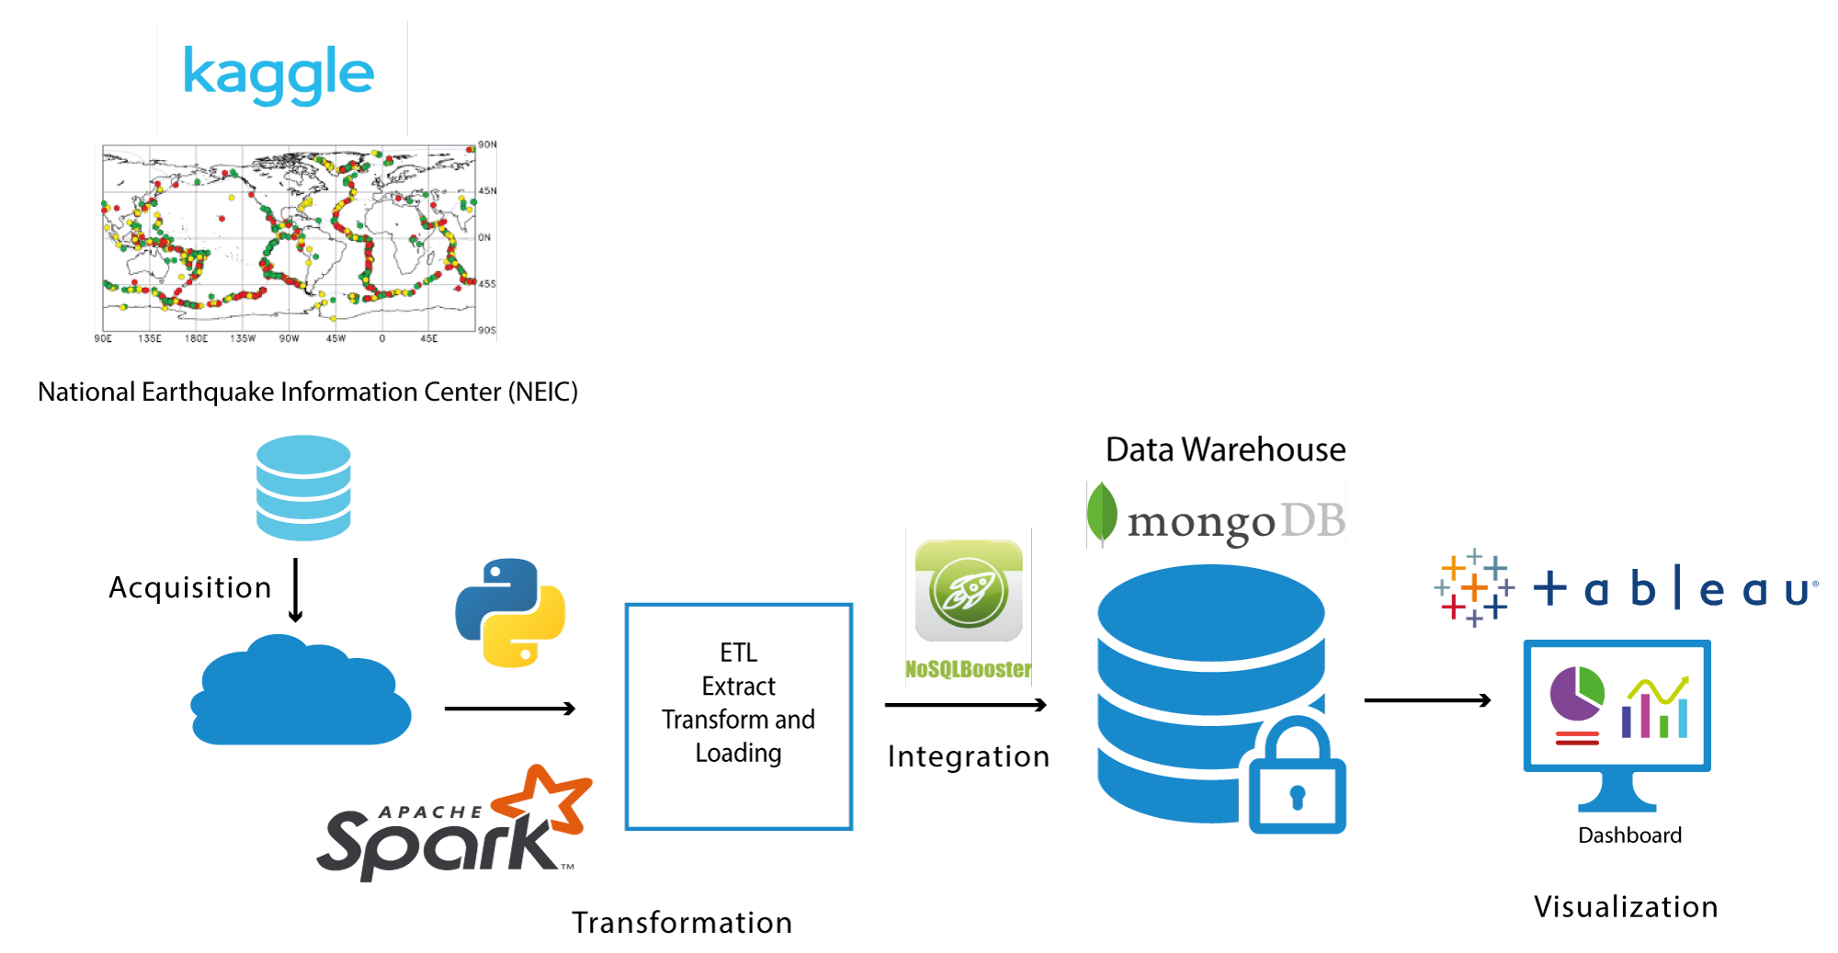 kaggle
90N
45N
0N
45S
90S
90E 135E 180E 135W 90W 45W 0 45E
National Earthquake Information Center (NEIC)
Acquisition
APACHE
Spark™
ETL
Extract
Transform and
Loading
Transformation
NoSQLBooster
Integration
Data Warehouse
mongoDB
+ableau®
Dashboard
Visualization